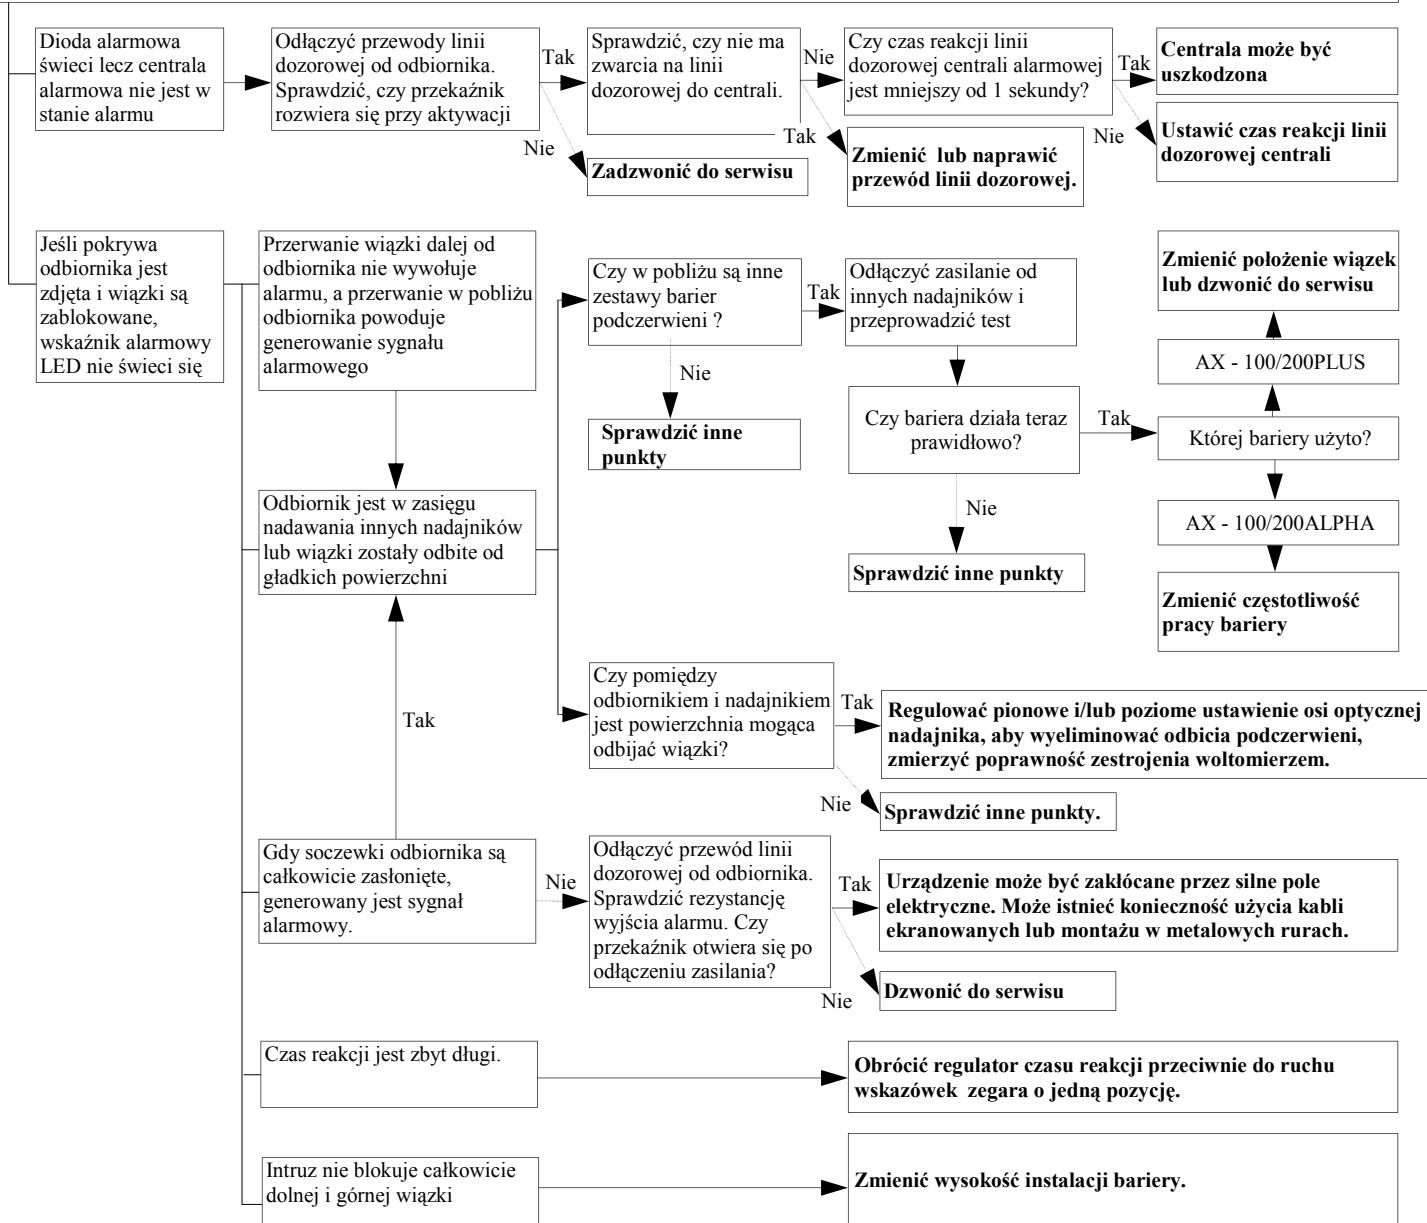 Dioda alarmowa
świeci lecz centrala
alarmowa nie jest w
stanie alarmu
Odłączyć przewody linii
dozorowej od odbiornika.
Sprawdzić, czy przekaźnik
rozwiera się przy aktywacji
Tak
Nie
Zadzwonić do serwisu
Sprawdzić, czy nie ma
zwarcia na linii
dozorowej do centrali.
Nie
Tak
Zmienić lub naprawić
przewód linii dozorowej.
Czy czas reakcji linii
dozorowej centrali alarmowej
jest mniejszy od 1 sekundy?
Tak
Nie
Centrala może być
uszkodzona
Ustawić czas reakcji linii
dozorowej centrali
Jeśli pokrywa
odbiornika jest
zdjęta i wiązki są
zablokowane,
wskaźnik alarmowy
LED nie świeci się
Przerwanie wiązki dalej od
odbiornika nie wywołuje
alarmu, a przerwanie w pobliżu
odbiornika powoduje
generowanie sygnału
alarmowego
Odbiornik jest w zasięgu
nadawania innych nadajników
lub wiązki zostały odbite od
gładkich powierzchni
Czy w pobliżu są inne
zestawy barier
podczerwieni ?
Tak
Nie
Sprawdzić inne
punkty
Odłączyć zasilanie od
innych nadajników i
przeprowadzić test
Czy bariera działa teraz
prawidłowo?
Tak
Nie
Sprawdzić inne punkty
Zmienić położenie wiązek
lub dzwonić do serwisu
AX - 100/200PLUS
Której bariery użyto?
AX - 100/200ALPHA
Zmienić częstotliwość
pracy bariery
Czy pomiędzy
odbiornikiem i nadajnikiem
jest powierzchnia mogąca
odbijać wiązki?
Tak
Nie
Regulować pionowe i/lub poziome ustawienie osi optycznej
nadajnika, aby wyeliminować odbicia podczerwieni,
zmierzyć poprawność zestrojenia woltomierzem.
Sprawdzić inne punkty.
Tak
Gdy soczewki odbiornika są
całkowicie zasłonięte,
generowany jest sygnał
alarmowy.
Nie
Odłączyć przewód linii
dozorowej od odbiornika.
Sprawdzić rezystancję
wyjścia alarmu. Czy
przekaźnik otwiera się po
odłączeniu zasilania?
Tak
Nie
Urządzenie może być zakłócane przez silne pole
elektryczne. Może istnieć konieczność użycia kabli
ekranowanych lub montażu w metalowych rurach.
Dzwonić do serwisu
Czas reakcji jest zbyt długi.
Obrócić regulator czasu reakcji przeciwnie do ruchu
wskazówek zegara o jedną pozycję.
Intruz nie blokuje całkowicie
dolnej i górnej wiązki
Zmienić wysokość instalacji bariery.